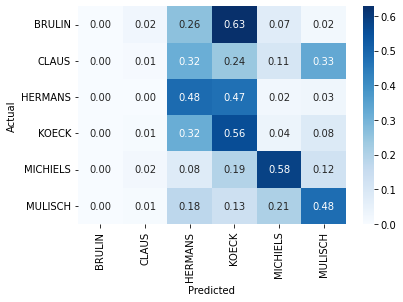 BRULIN 0.00 0.02 0.26 0.63 0.07 0.02
CLAUS 0.00 0.01 0.32 0.24 0.11 0.33
HERMANS 0.00 0.00 0.48 0.47 0.02 0.03
KOECK 0.00 0.01 0.32 0.56 0.04 0.08
MICHIELS 0.00 0.02 0.08 0.19 0.58 0.12
MULISCH 0.00 0.01 0.18 0.13 0.21 0.48
Actual
BRULIN CLAUS HERMANS KOECK MICHIELS MULISCH
Predicted
0.6
0.5
0.4
0.3
0.2
0.1
0.0